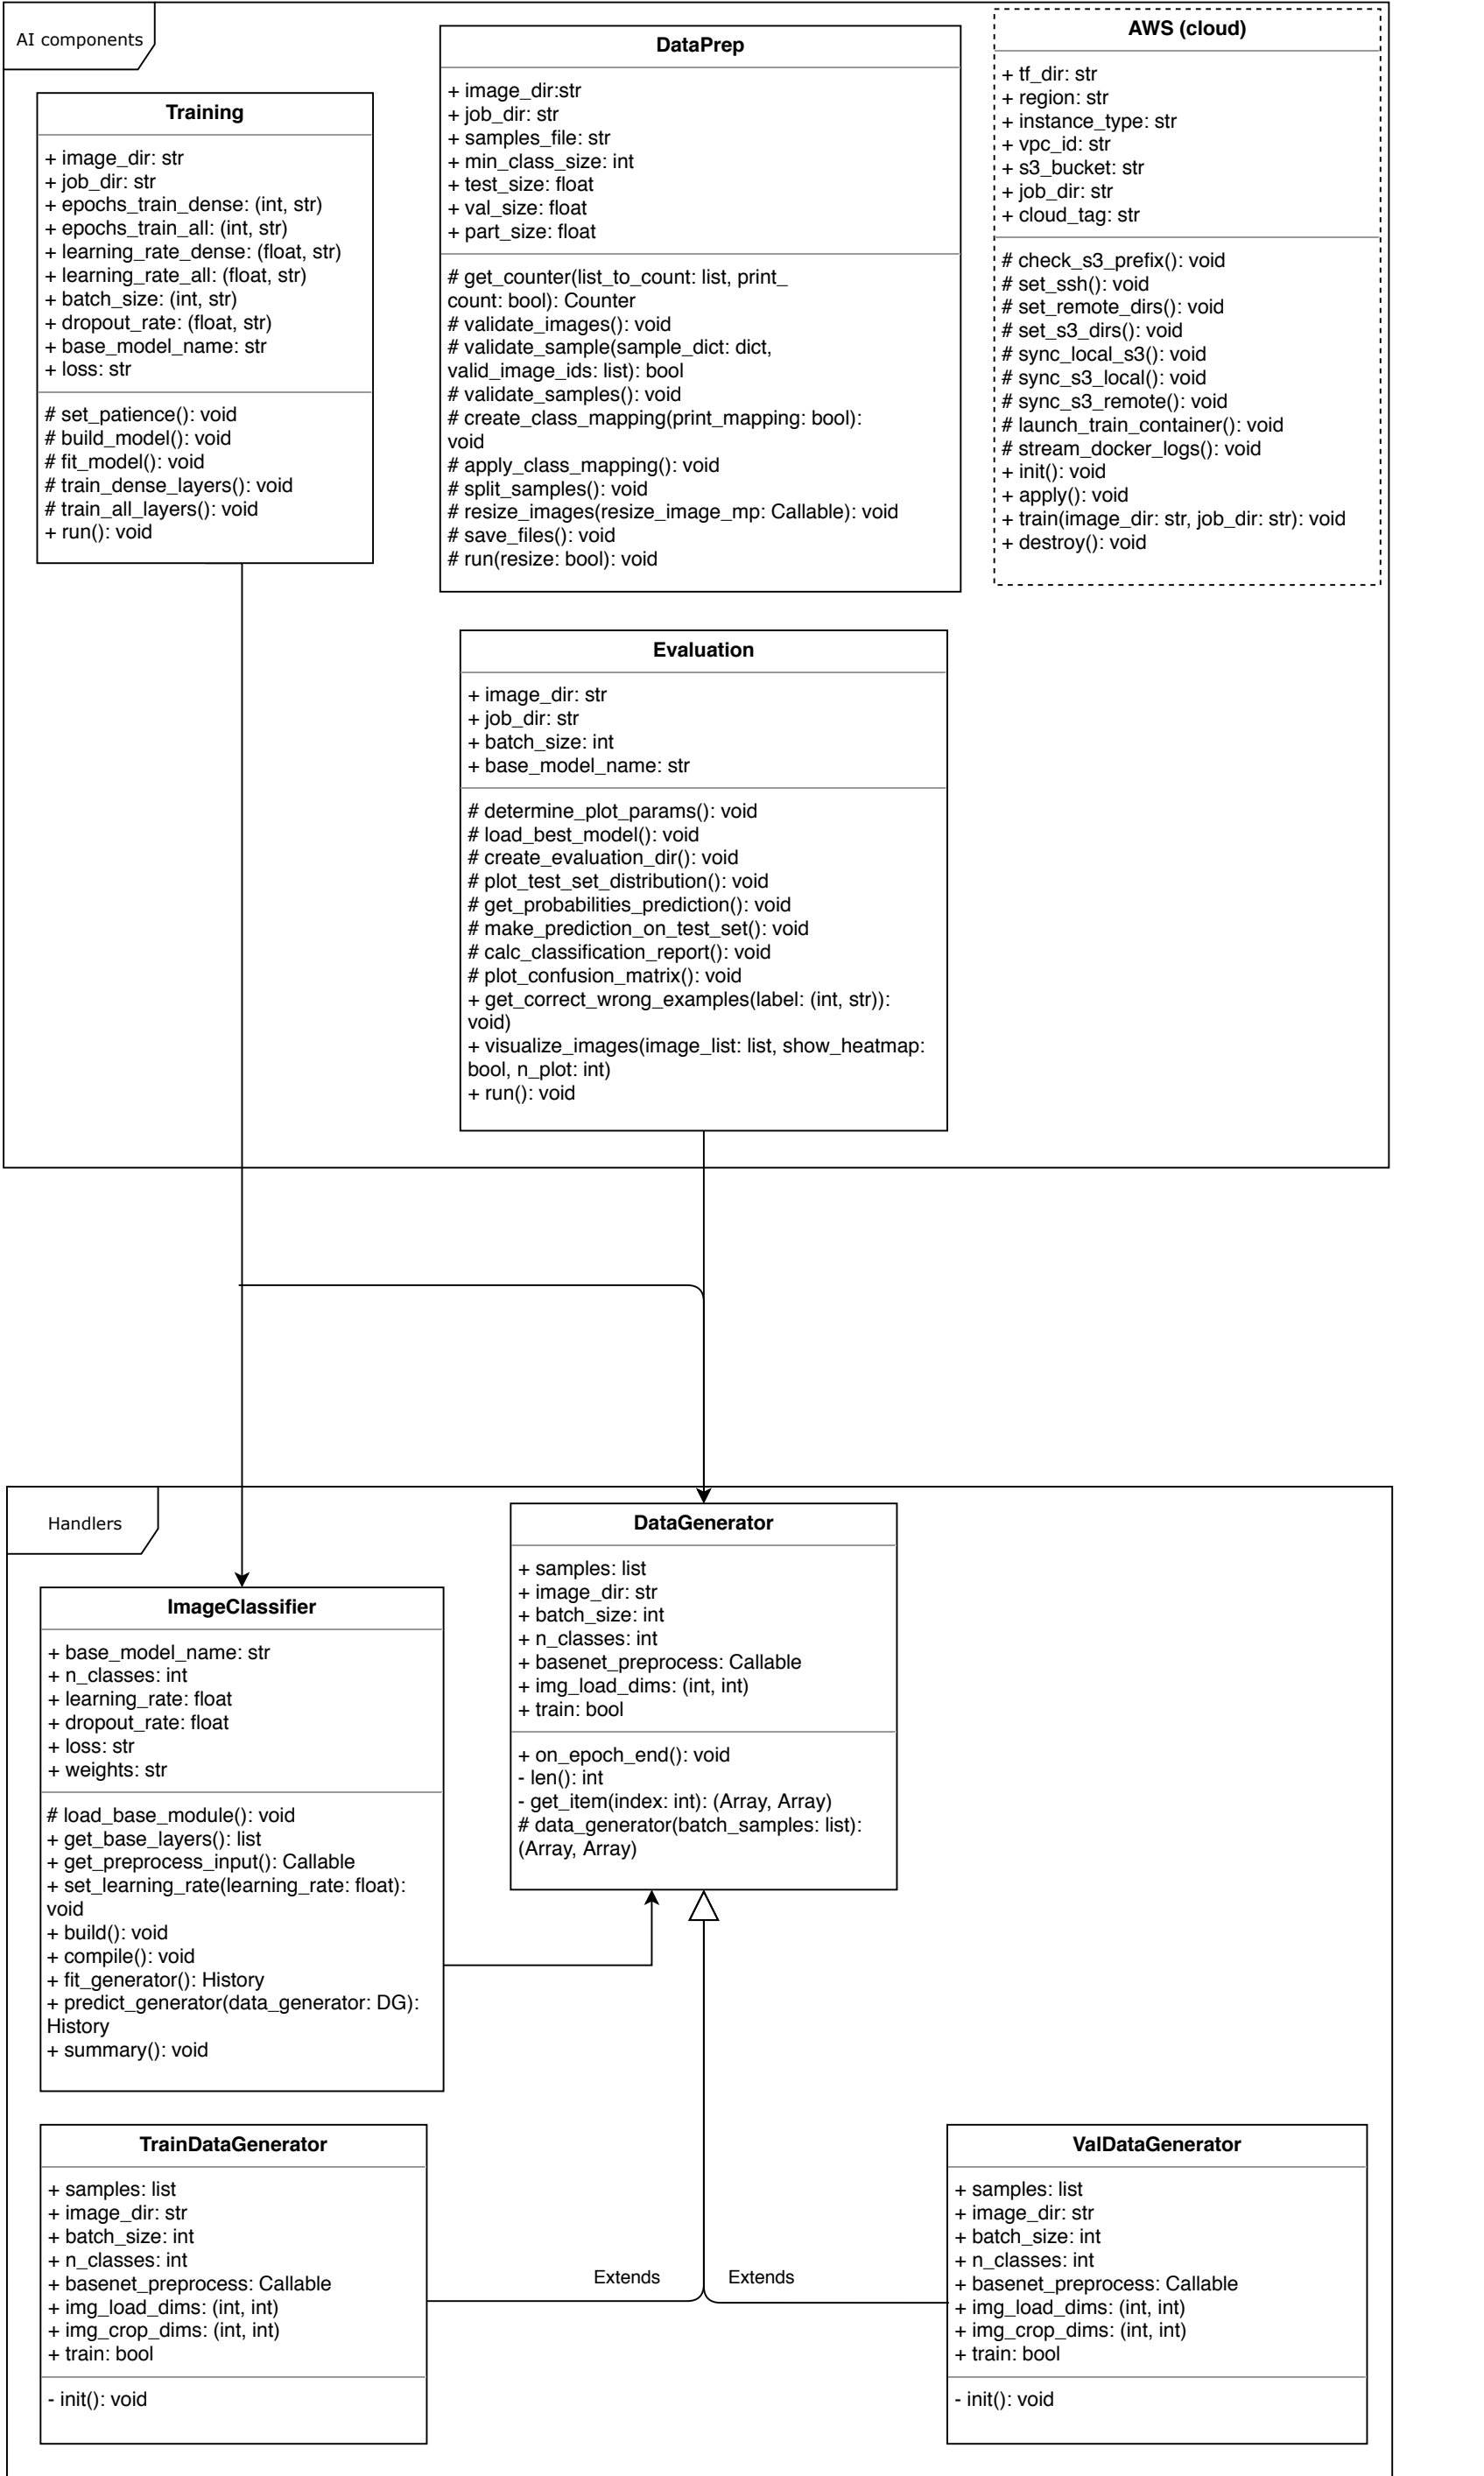 AI components
Training
+ image_dir: str
+ job_dir: str
+ epochs_train_dense: (int, str)
+ epochs_train_all: (int, str)
+ learning_rate_dense: (float, str)
+ learning_rate_all: (float, str)
+ batch_size: (int, str)
+ dropout_rate: (float, str)
+ base_model_name: str
+ loss: str
# set_patience(): void
# build_model(): void
# fit_model(): void
# train_dense_layers(): void
# train_all_layers(): void
+ run(): void
DataPrep
+ image_dir:str
+ job_dir: str
+ samples_file: str
+ min_class_size: int
+ test_size: float
+ val_size: float
+ part_size: float
# get_counter(list_to_count: list, print_
count: bool): Counter
# validate_images(): void
# validate_sample(sample_dict: dict,
valid_image_ids: list): bool
# validate_samples(): void
# create_class_mapping(print_mapping: bool):
void
# apply_class_mapping(): void
# split_samples(): void
# resize_images(resize_image_mp: Callable): void
# save_files(): void
# run(resize: bool): void
AWS (cloud)
+ tf_dir: str
+ region: str
+ instance_type: str
+ vpc_id: str
+ s3_bucket: str
+ job_dir: str
+ cloud_tag: str
# check_s3_prefix(): void
# set_ssh(): void
# set_remote_dirs(): void
# set_s3_dirs(): void
# sync_local_s3(): void
# sync_s3_local(): void
# sync_s3_remote(): void
# launch_train_container(): void
# stream_docker_logs(): void
+ init(): void
+ apply(): void
+ train(image_dir: str, job_dir: str): void
+ destroy(): void
Evaluation
+ image_dir: str
+ job_dir: str
+ batch_size: int
+ base_model_name: str
# determine_plot_params(): void
# load_best_model(): void
# create_evaluation_dir(): void
# plot_test_set_distribution(): void
# get_probabilities_prediction(): void
# make_prediction_on_test_set(): void
# calc_classification_report(): void
# plot_confusion_matrix(): void
+ get_correct_wrong_examples(label: (int, str)):
void)
+ visualize_images(image_list: list, show_heatmap:
bool, n_plot: int)
+ run(): void
Handlers
ImageClassifier
+ base_model_name: str
+ n_classes: int
+ learning_rate: float
+ dropout_rate: float
+ loss: str
+ weights: str
# load_base_module(): void
+ get_base_layers(): list
+ get_preprocess_input(): Callable
+ set_learning_rate(learning_rate: float):
void
+ build(): void
+ compile(): void
+ fit_generator(): History
+ predict_generator(data_generator: DG):
History
+ summary(): void
DataGenerator
+ samples: list
+ image_dir: str
+ batch_size: int
+ n_classes: int
+ basenet_preprocess: Callable
+ img_load_dims: (int, int)
+ train: bool
+ on_epoch_end(): void
- len(): int
- get_item(index: int): (Array, Array)
# data_generator(batch_samples: list):
(Array, Array)
TrainDataGenerator
+ samples: list
+ image_dir: str
+ batch_size: int
+ n_classes: int
+ basenet_preprocess: Callable
+ img_load_dims: (int, int)
+ img_crop_dims: (int, int)
+ train: bool
- init(): void
Extends
Extends
ValDataGenerator
+ samples: list
+ image_dir: str
+ batch_size: int
+ n_classes: int
+ basenet_preprocess: Callable
+ img_load_dims: (int, int)
+ img_crop_dims: (int, int)
+ train: bool
- init(): void